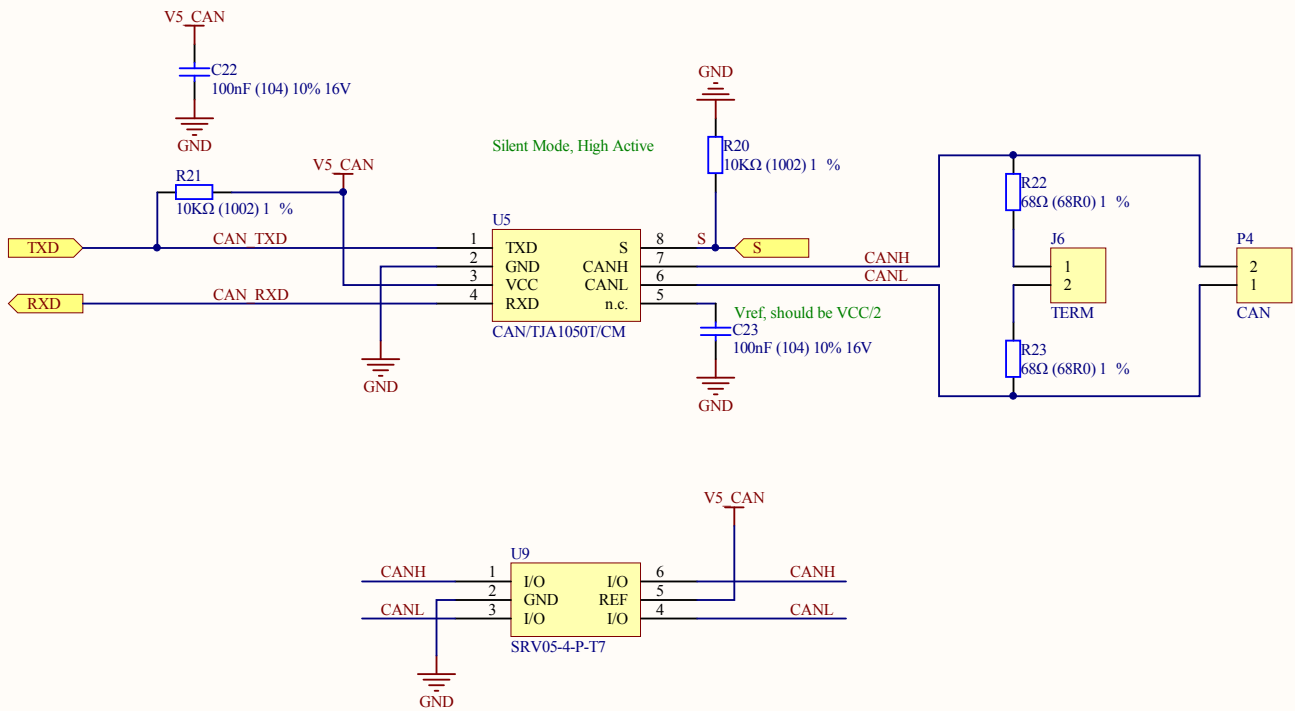 V5_CAN
C22
100nF (104) 10% 16V
GND
GND
Silent Mode, High Active
R20
10KΩ (1002) 1 %
V5_CAN
R21
10KΩ (1002) 1 %
TXD
CAN_TXD
RXD
CAN_RXD
GND
U5
1 TXD S 8
2 GND CANH 7
3 VCC CANL 6
4 RXD n.c. 5
CAN/TJA1050T/CM
S
S
CANH
CANL
Vref, should be VCC/2
C23
100nF (104) 10% 16V
GND
R22
68Ω (68R0) 1 %
J6
1
2
TERM
R23
68Ω (68R0) 1 %
P4
2
1
CAN
V5_CAN
U9
CANH 1 I/O I/O 6 CANH
2 GND REF 5
CANL 3 I/O I/O 4 CANL
SRV05-4-P-T7
GND